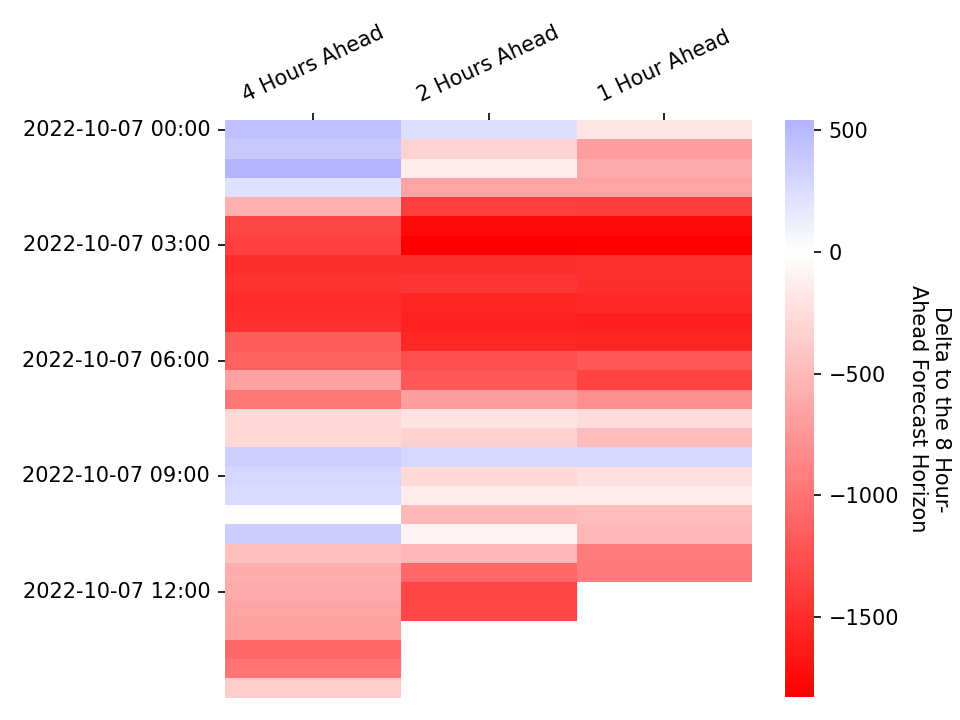 4 Hours Ahead
2 Hours Ahead
1 Hour Ahead
2022-10-07 00:00
2022-10-07 03:00
2022-10-07 06:00
2022-10-07 09:00
2022-10-07 12:00
500
0
−500
−1000
−1500
Delta to the 8 Hour-
Ahead Forecast Horizon